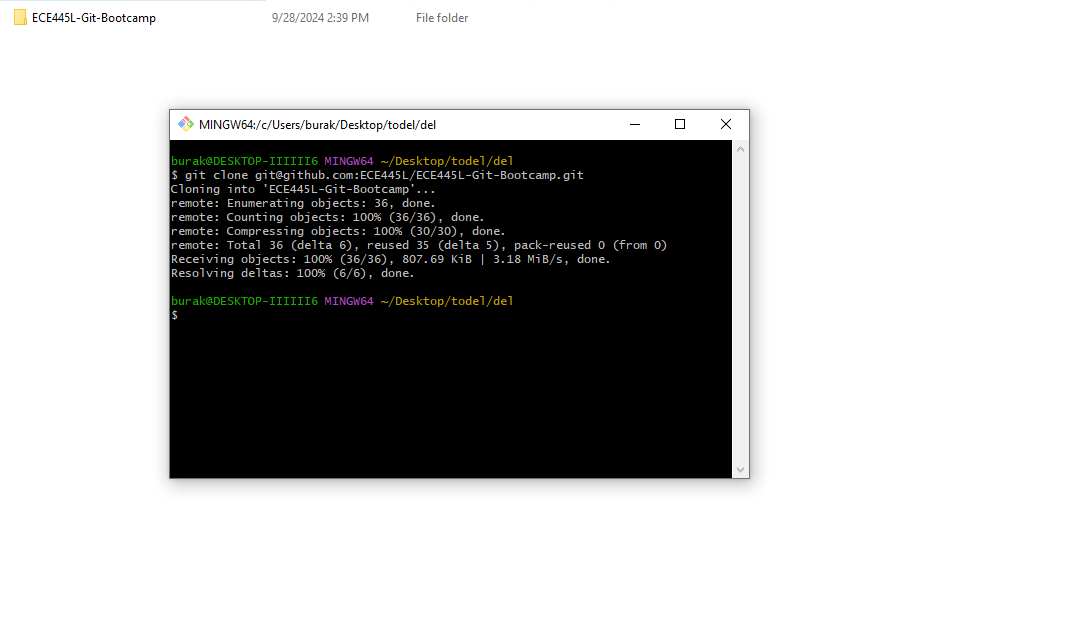 ECE445L-Git-Bootcamp 9/28/2024 2:39 PM File folder
MINGW64:/c/Users/burak/Desktop/todel/del
burak@DESKTOP-IIIIII6 MINGW64 ~/Desktop/todel/del
$ git clone git@github.com:ECE445L/ECE445L-Git-Bootcamp.git
Cloning into 'ECE445L-Git-Bootcamp'...
remote: Enumerating objects: 36, done.
remote: Counting objects: 100% (36/36), done.
remote: Compressing objects: 100% (30/30), done.
remote: Total 36 (delta 6), reused 35 (delta 5), pack-reused 0 (from 0)
Receiving objects: 100% (36/36), 807.69 KiB | 3.18 MiB/s, done.
Resolving deltas: 100% (6/6), done.
burak@DESKTOP-IIIIII6 MINGW64 ~/Desktop/todel/del
$